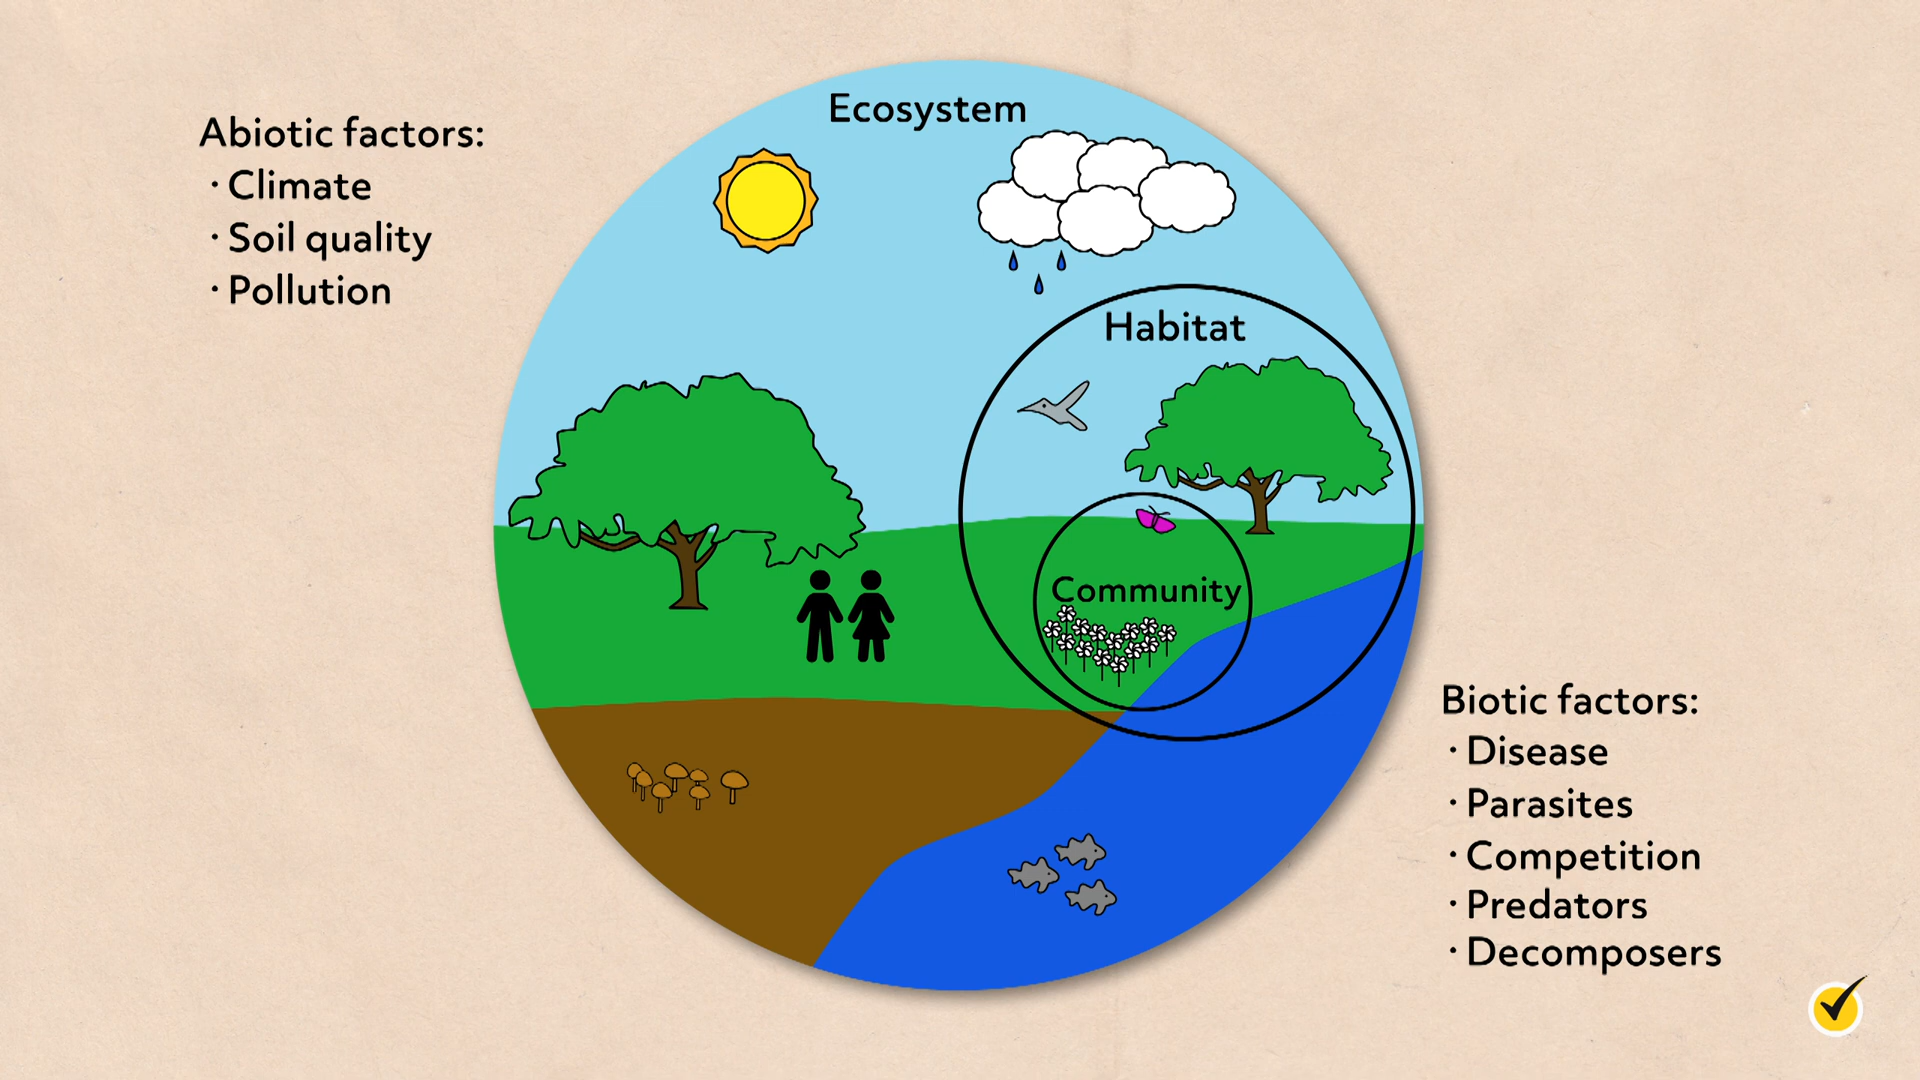 Ecosystem
Abiotic factors:
· Climate
· Soil quality
· Pollution
Habitat
Community
Biotic factors:
· Disease
· Parasites
· Competition
· Predators
· Decomposers